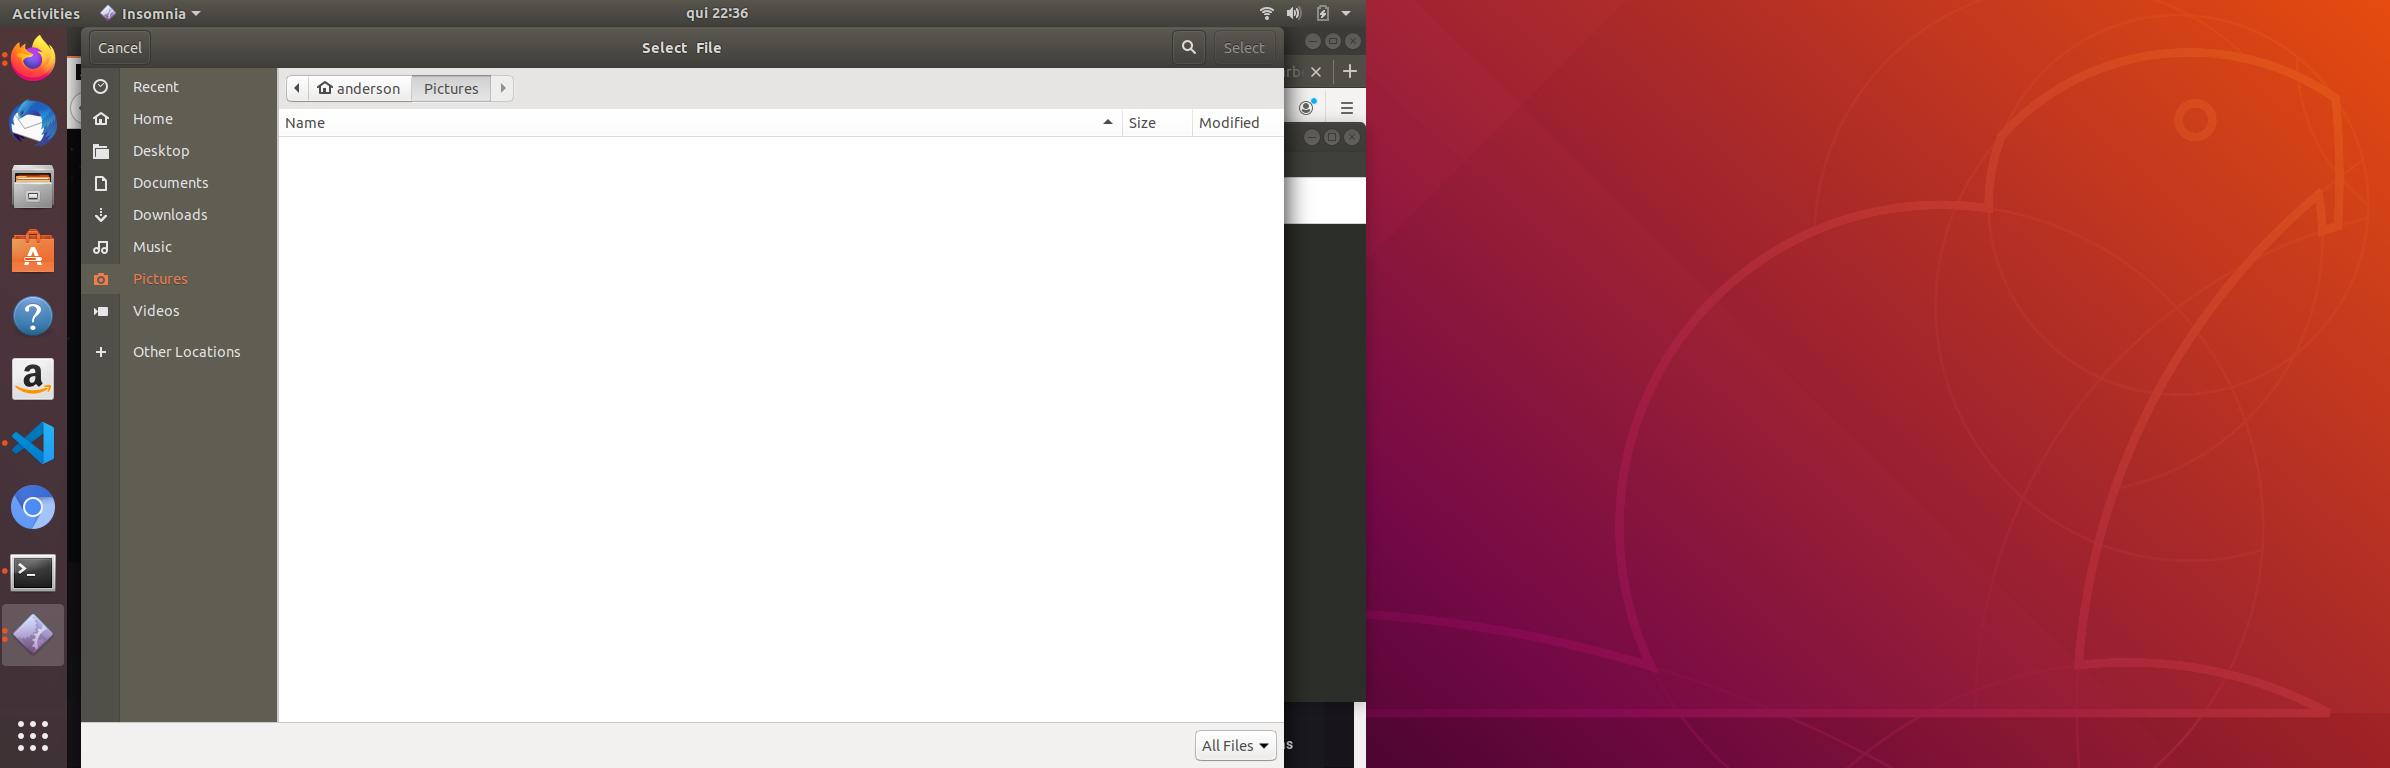 Activities Insomnia qui 22:36
Cancel Select File Select
Recent
Home
Desktop
Documents
Downloads
Music
Pictures
Videos
Other Locations
anderson Pictures
Name Size Modified
All Files